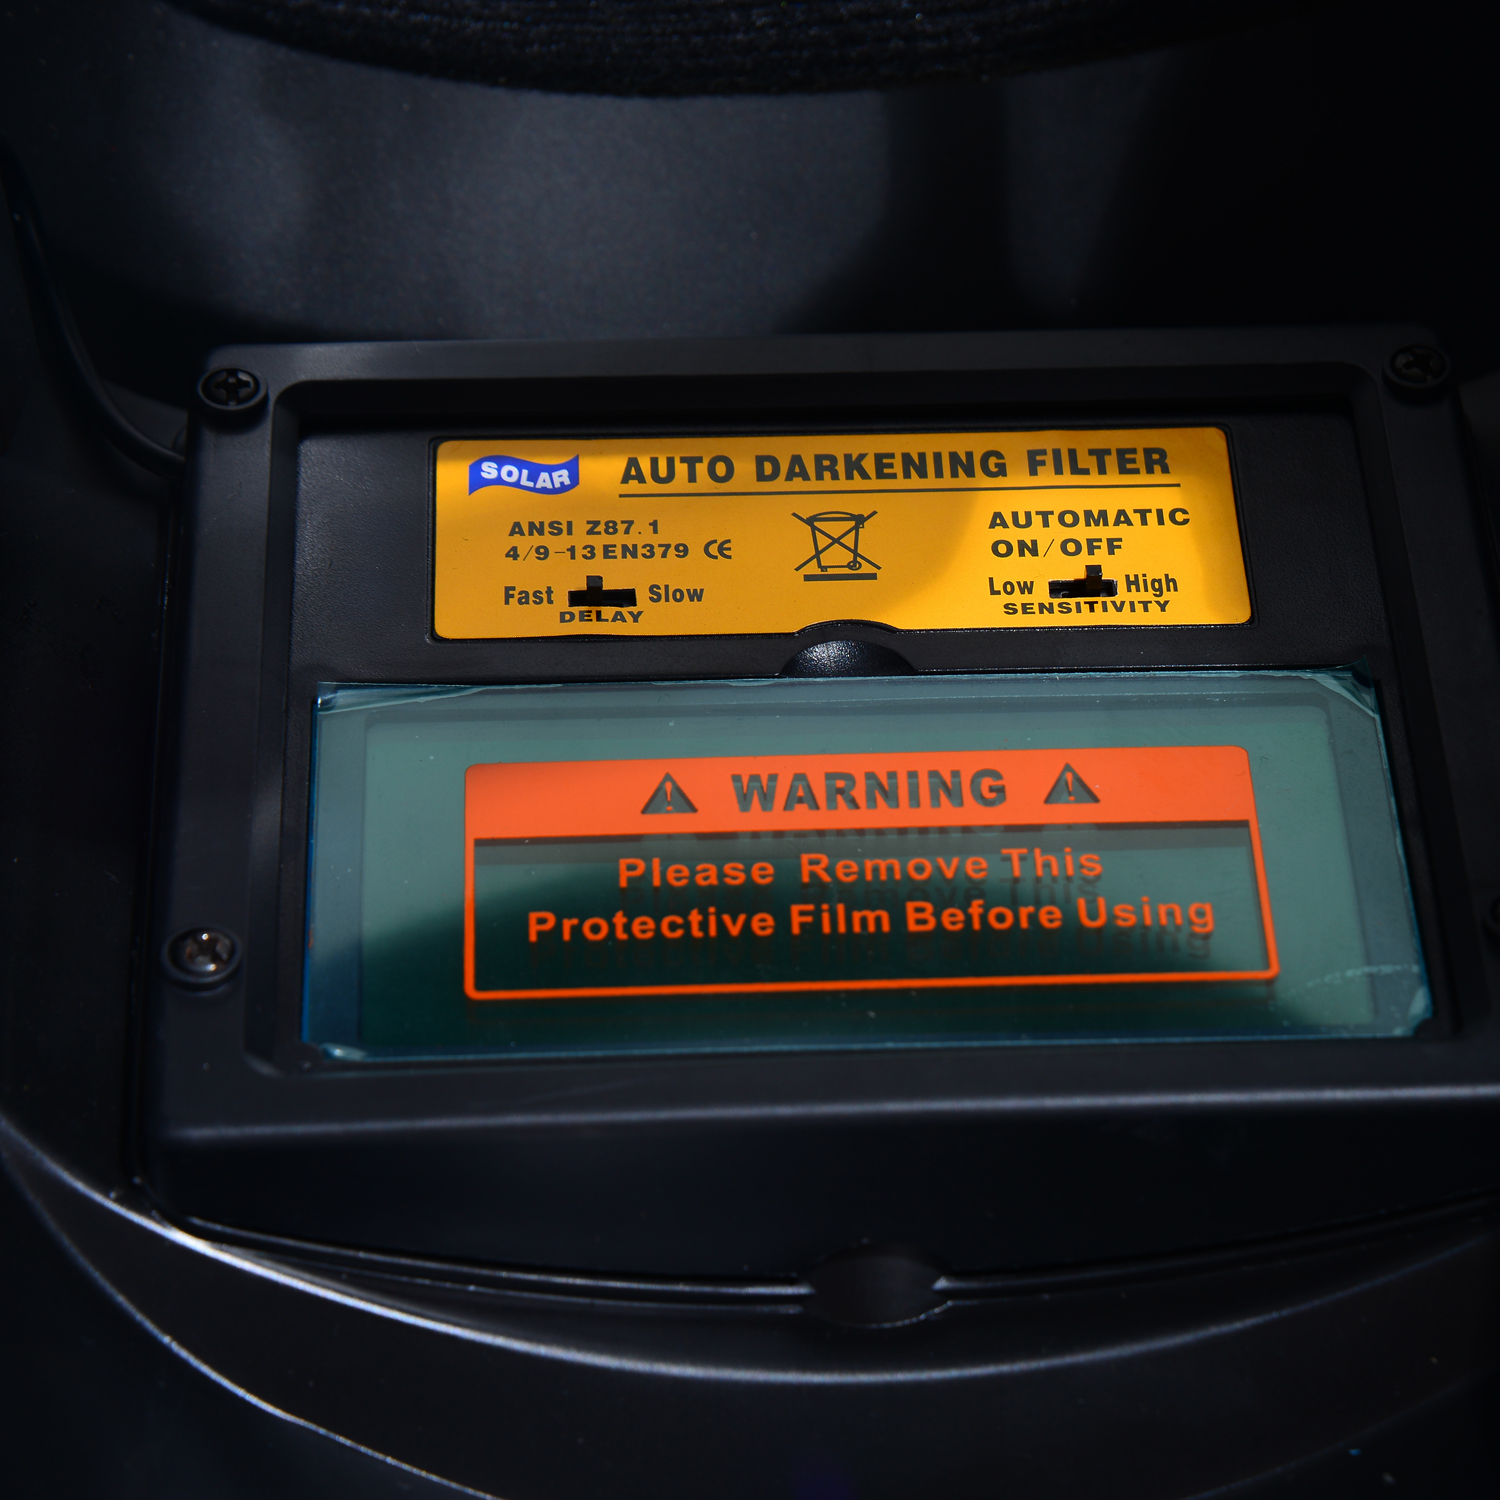 SOLAR AUTO DARKENING FILTER
ANSI Z87.1
4/9-13 EN379 CE
Fast Slow
DELAY
AUTOMATIC
ON/OFF
Low High
SENSITIVITY
WARNING
Please Remove This
Protective Film Before Using